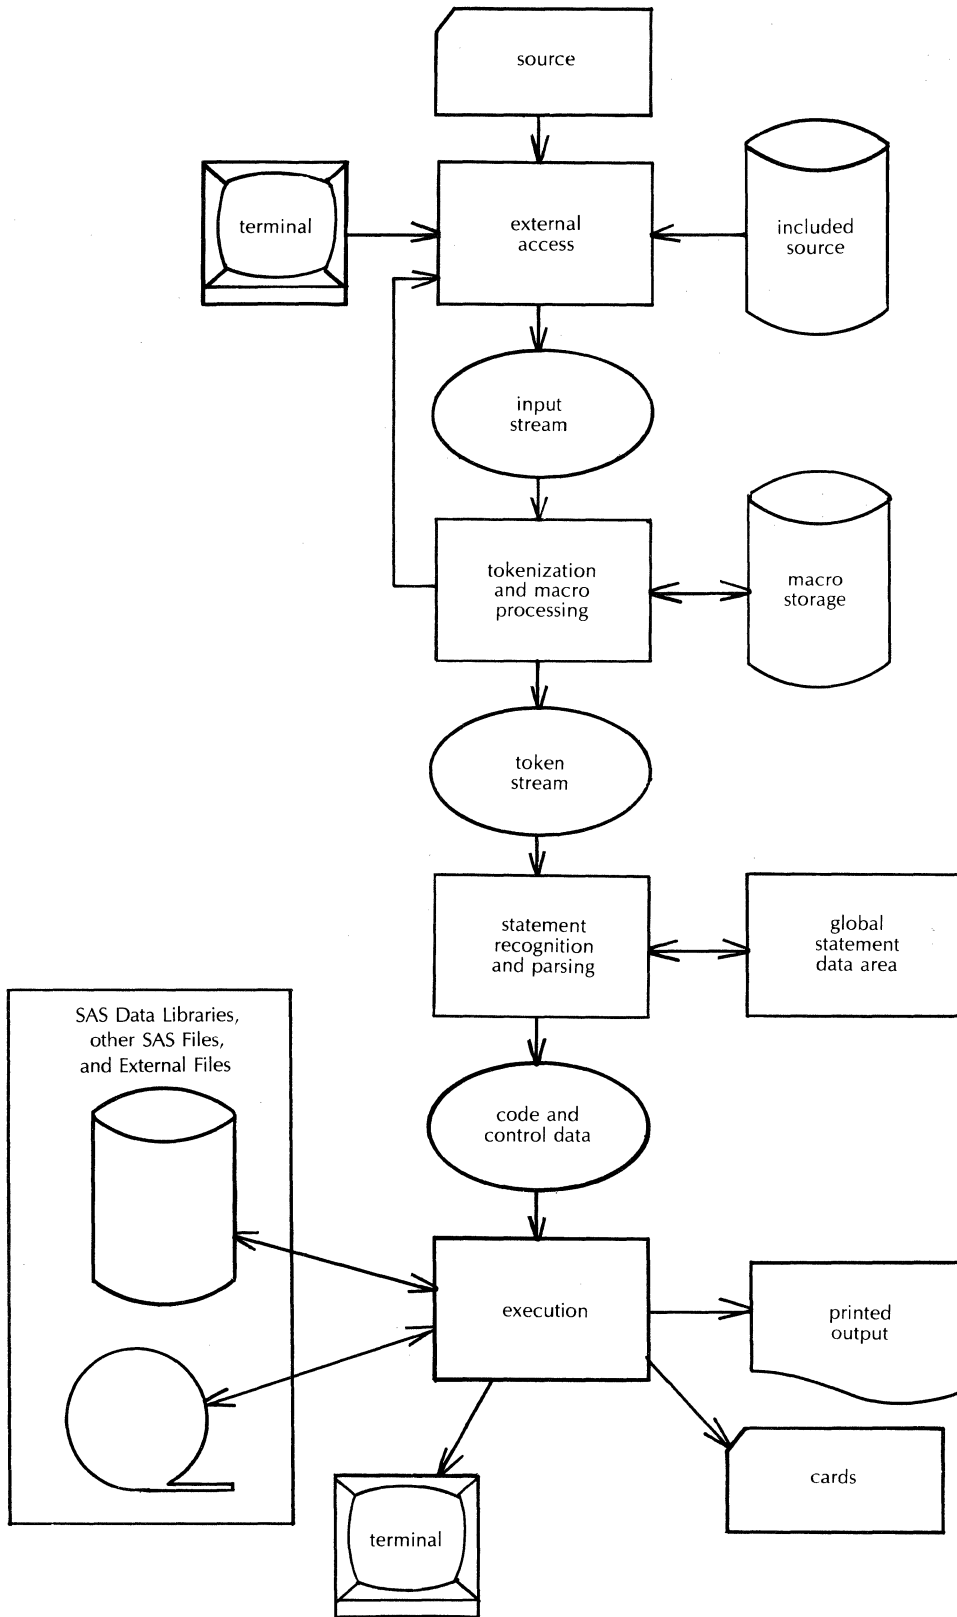 source
terminal
external
access
included
source
input
stream
tokenization
and macro
processing
macro
storage
token
stream
statement
recognition
and parsing
global
statement
data area
SAS Data Libraries,
other SAS Files,
and External Files
code and
control data
execution
printed
output
cards
terminal